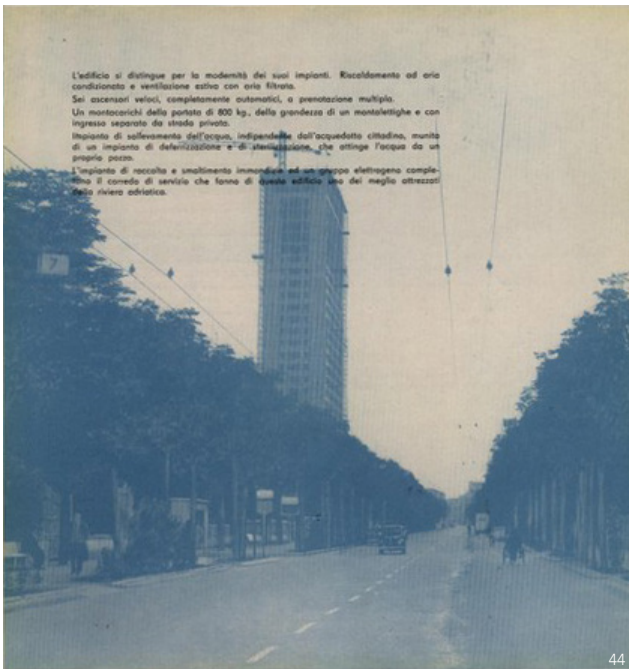 L'edificio si distingue per la modernità dei suoi impianti. Riscaldamento ad aria
condizionata e ventilazione estiva con aria filtrata.
Sei ascensori veloci, completamente automatici, a prenotazione multipla.
Un montacarichi della portata di 800 kg., della grandezza di un montalettighe e con
ingresso separato da strada privata.
Impianto di sollevamento dell'acqua, indipendente dall'acquedotto cittadino, munito
di un impianto di deferizzazione e di sterilizzazione, che attinge l'acqua da un
proprio pozzo.
L'impianto di raccolta e smaltimento immondizie ed un gruppo elettrogeno comple-
tano il corredo di servizio che fanno di questo edificio uno dei meglio attrezzati
della riviera adriatica.
7
44